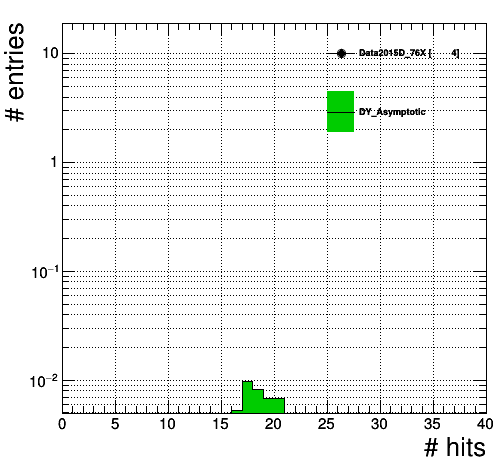 # entries
Data2015D_76X [ 4]
DY_Asymptotic
10
1
10⁻¹
10⁻²
0 5 10 15 20 25 30 35 40
# hits